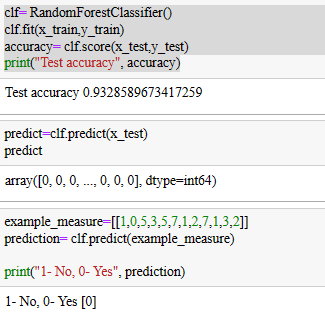 clf= RandomForestClassifier()
clf.fit(x_train,y_train)
accuracy= clf.score(x_test,y_test)
print("Test accuracy", accuracy)
Test accuracy 0.9328589673417259
predict=clf.predict(x_test)
predict
array([0, 0, 0, ..., 0, 0, 0], dtype=int64)
example_measure=[[1,0,5,3,5,7,1,2,7,1,3,2]]
prediction= clf.predict(example_measure)
print("1- No, 0- Yes", prediction)
1- No, 0- Yes [0]